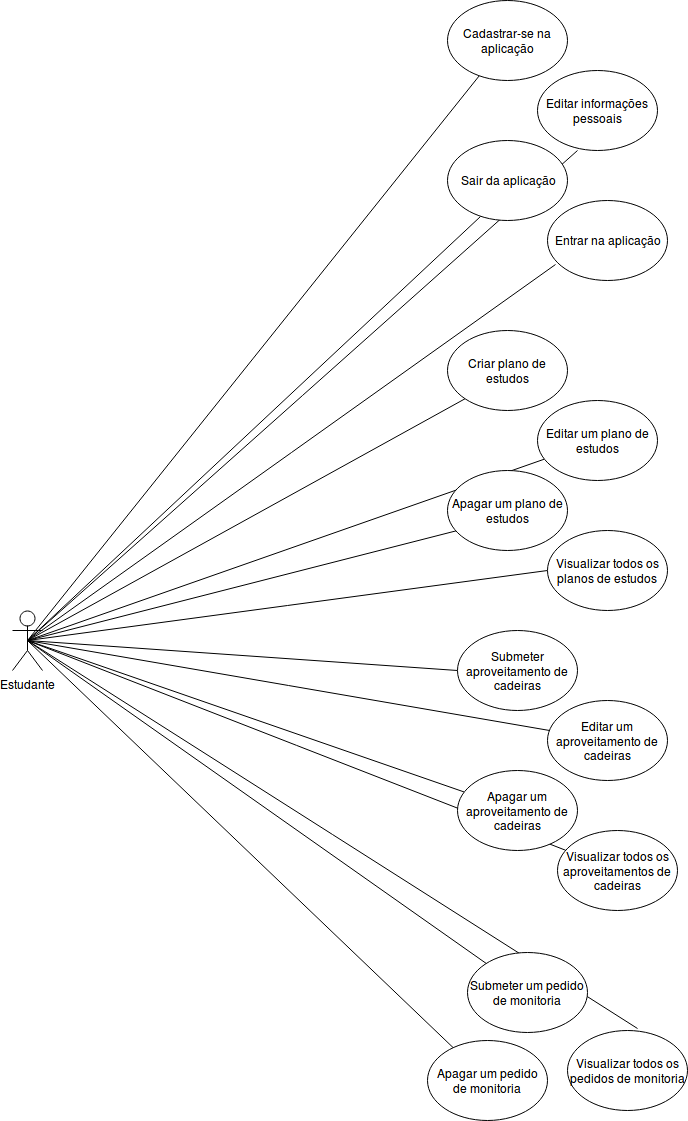 Cadastrar-se na
aplicação
Editar informações
pessoais
Sair da aplicação
Entrar na aplicação
Criar plano de
estudos
Editar um plano de
estudos
Apagar um plano de
estudos
Visualizar todos os
planos de estudos
Estudante
Submeter
aproveitamento de
cadeiras
Editar um
aproveitamento de
cadeiras
Apagar um
aproveitamento de
cadeiras
Visualizar todos os
aproveitamentos de
cadeiras
Submeter um pedido
de monitoria
Visualizar todos os
pedidos de monitoria
Apagar um pedido
de monitoria